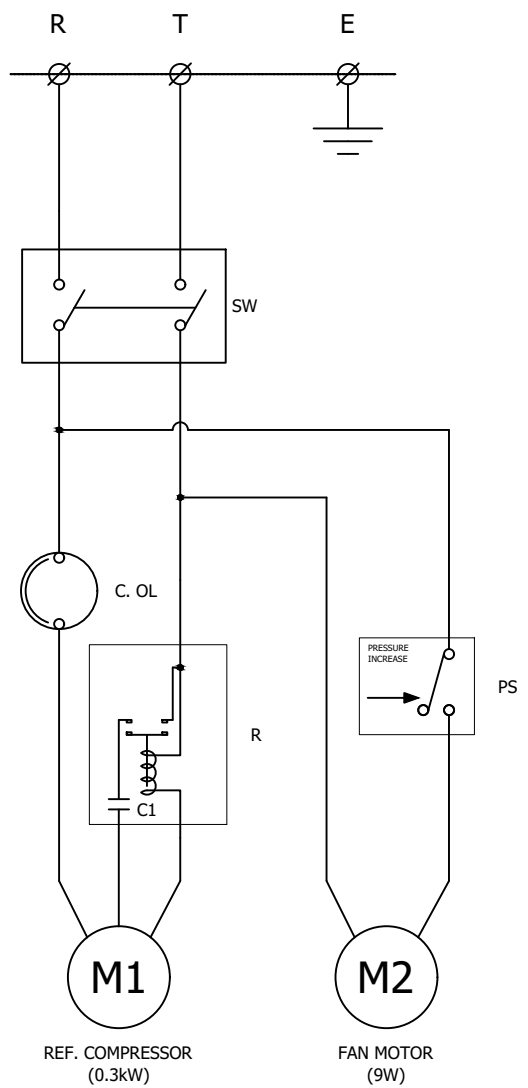 R T E
SW
C. OL
PRESSURE
INCREASE
PS
R
C1
M1 M2
REF. COMPRESSOR FAN MOTOR
(0.3kW) (9W)